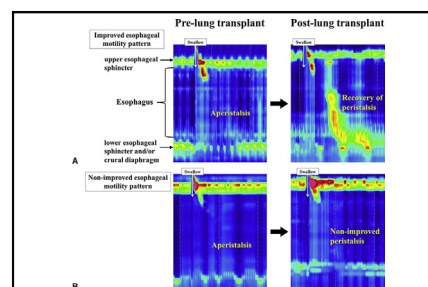 Pre-lung transplant
Post-lung transplant
Improved esophageal
motility pattern
Swallow
Swallow
upper esophageal
sphincter
Esophagus
Aperistalsis
Recovery of
peristalsis
lower esophageal
sphincter and/or
crural diaphragm
A
Non-improved esophageal
motility pattern
Swallow
Swallow
Aperistalsis
Non-improved
peristalsis
B